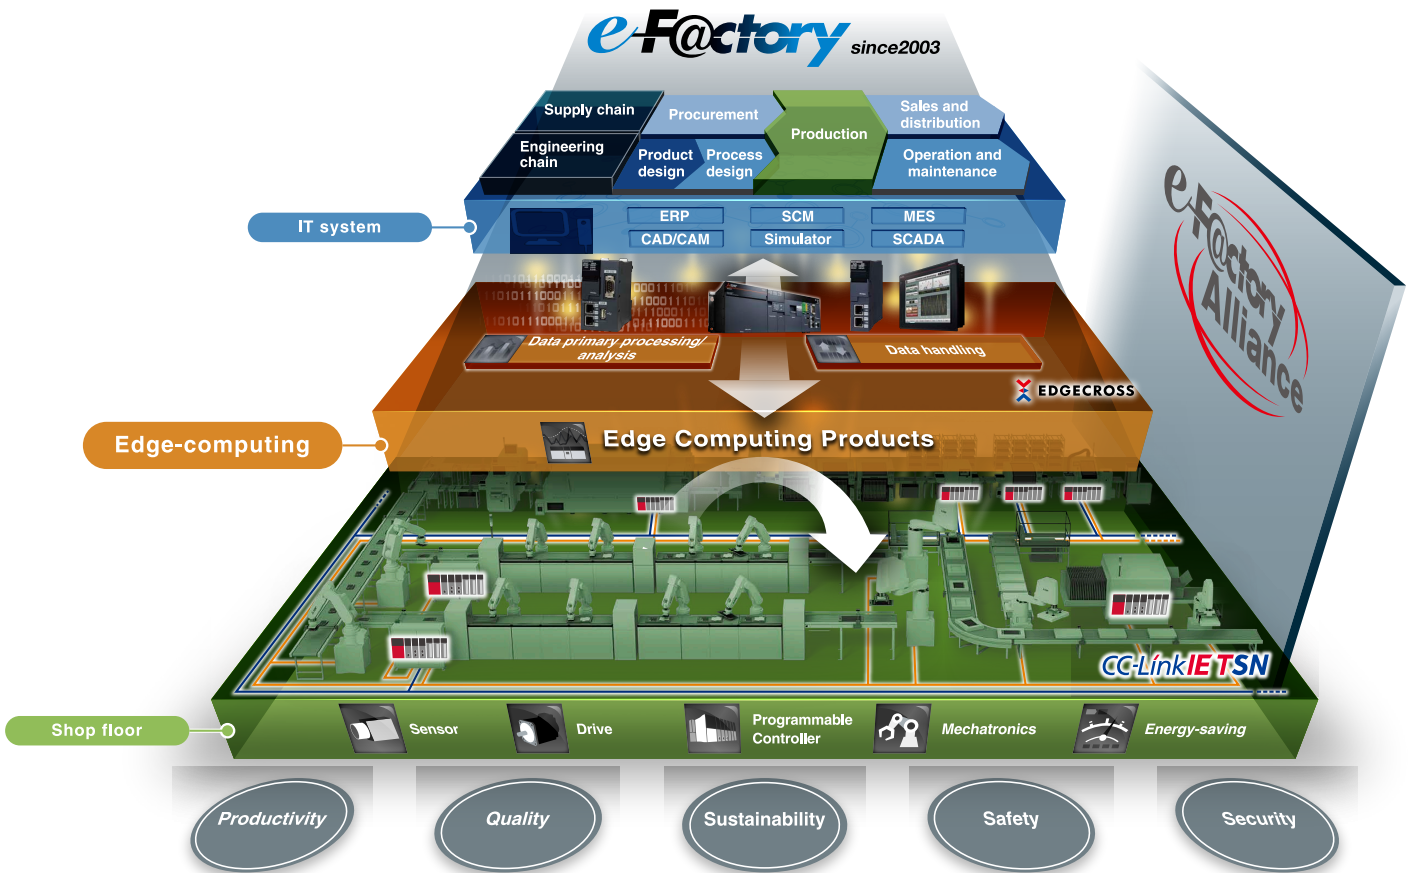 e-F@ctory since2003
Supply chain
Procurement
Production
Sales and
distribution
Engineering
chain
Product
design
Process
design
Operation and
maintenance
IT system
ERP
SCM
MES
CAD/CAM
Simulator
SCADA
e-F@ctory
Alliance
Data primary processing/
analysis
Data handling
EDGECROSS
Edge-computing
Edge Computing Products
CC-Link IE TSN
Shop floor
Sensor
Drive
Programmable
Controller
Mechatronics
Energy-saving
Productivity
Quality
Sustainability
Safety
Security